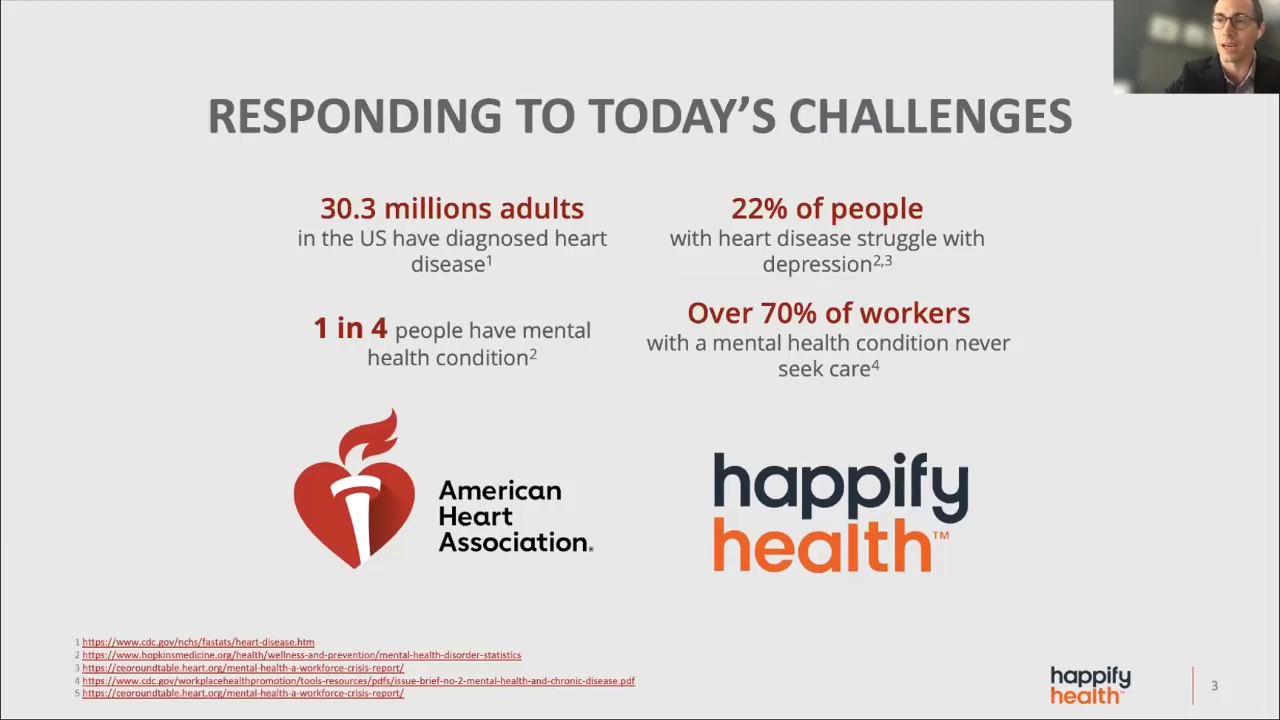 RESPONDING TO TODAY'S CHALLENGES
30.3 millions adults
in the US have diagnosed heart
disease1
22% of people
with heart disease struggle with
depression2,3
1 in 4 people have mental
health condition2
Over 70% of workers
with a mental health condition never
seek care4
American
Heart
Association®
happify
health™
1 https://www.cdc.gov/nchs/fastats/heart-disease.htm
2 https://www.hopkinsmedicine.org/health/wellness-and-prevention/mental-health-disorder-statistics
3 https://ceoroundtable.heart.org/mental-health-a-workforce-crisis-report/
4 https://www.cdc.gov/workplacehealthpromotion/tools-resources/pdfs/issue-brief-no-2-mental-health-and-chronic-disease.pdf
5 https://ceoroundtable.heart.org/mental-health-a-workforce-crisis-report/
happify
health™
3